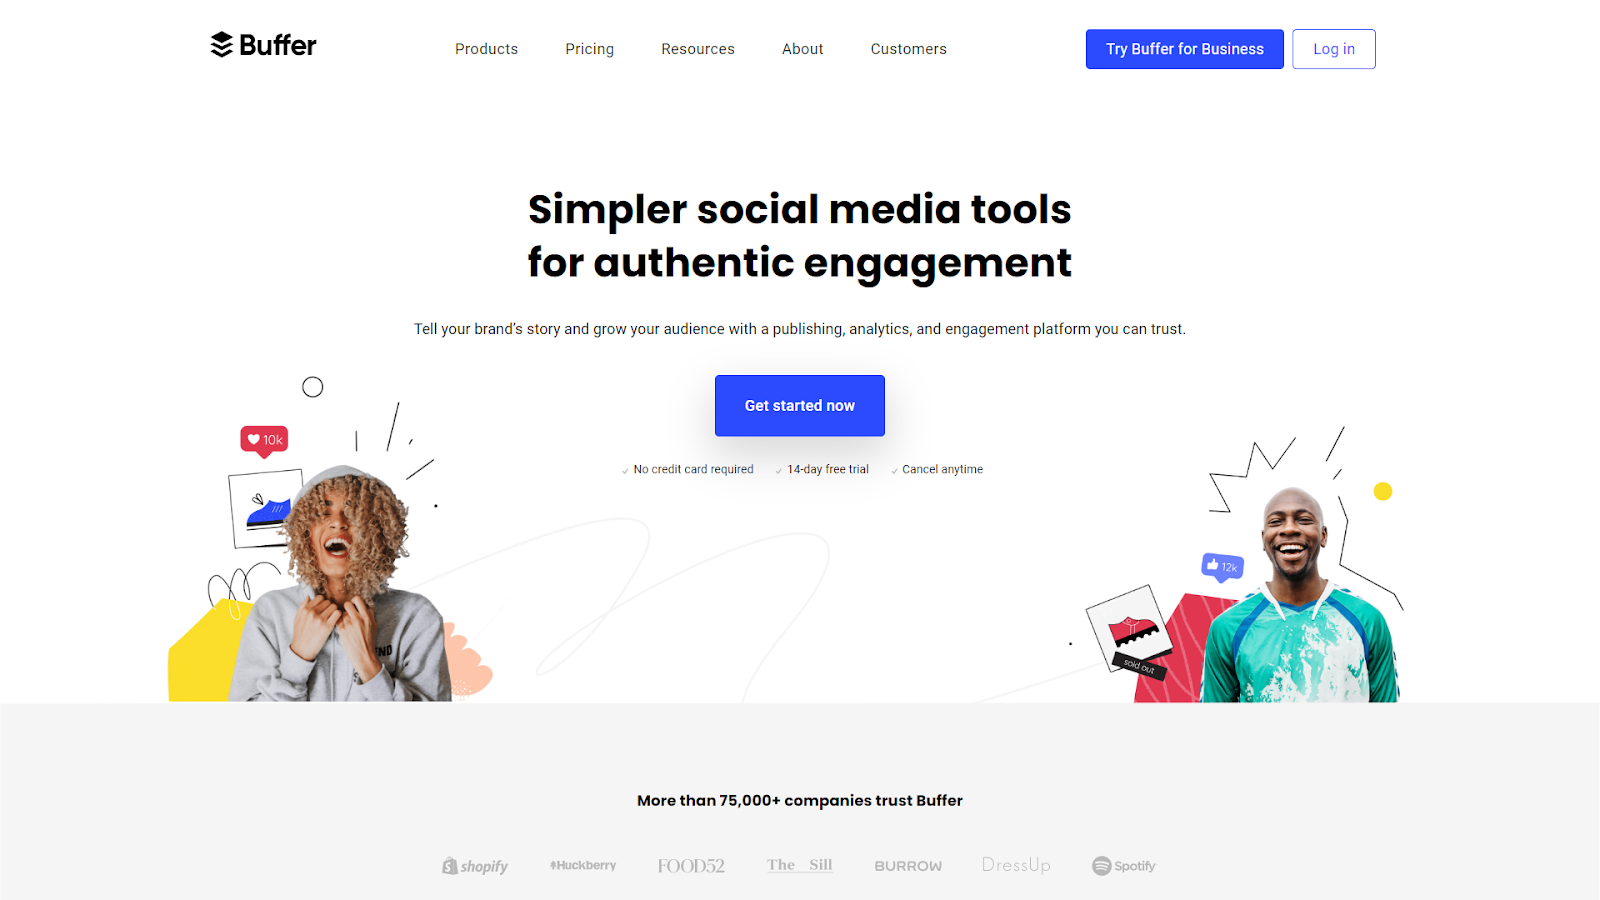 Buffer
Products Pricing Resources About Customers
Try Buffer for Business Log in
Simpler social media tools
for authentic engagement
Tell your brand’s story and grow your audience with a publishing, analytics, and engagement platform you can trust.
Get started now
No credit card required 14-day free trial Cancel anytime
10k
12k
sold out
ND
More than 75,000+ companies trust Buffer
shopify Huckberry FOOD52 The Sill BURROW DressUp Spotify